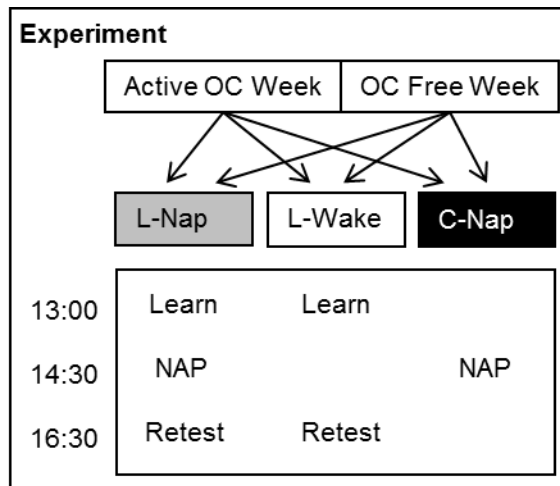 Experiment
Active OC Week OC Free Week
L-Nap L-Wake C-Nap
13:00 Learn Learn
14:30 NAP NAP
16:30 Retest Retest